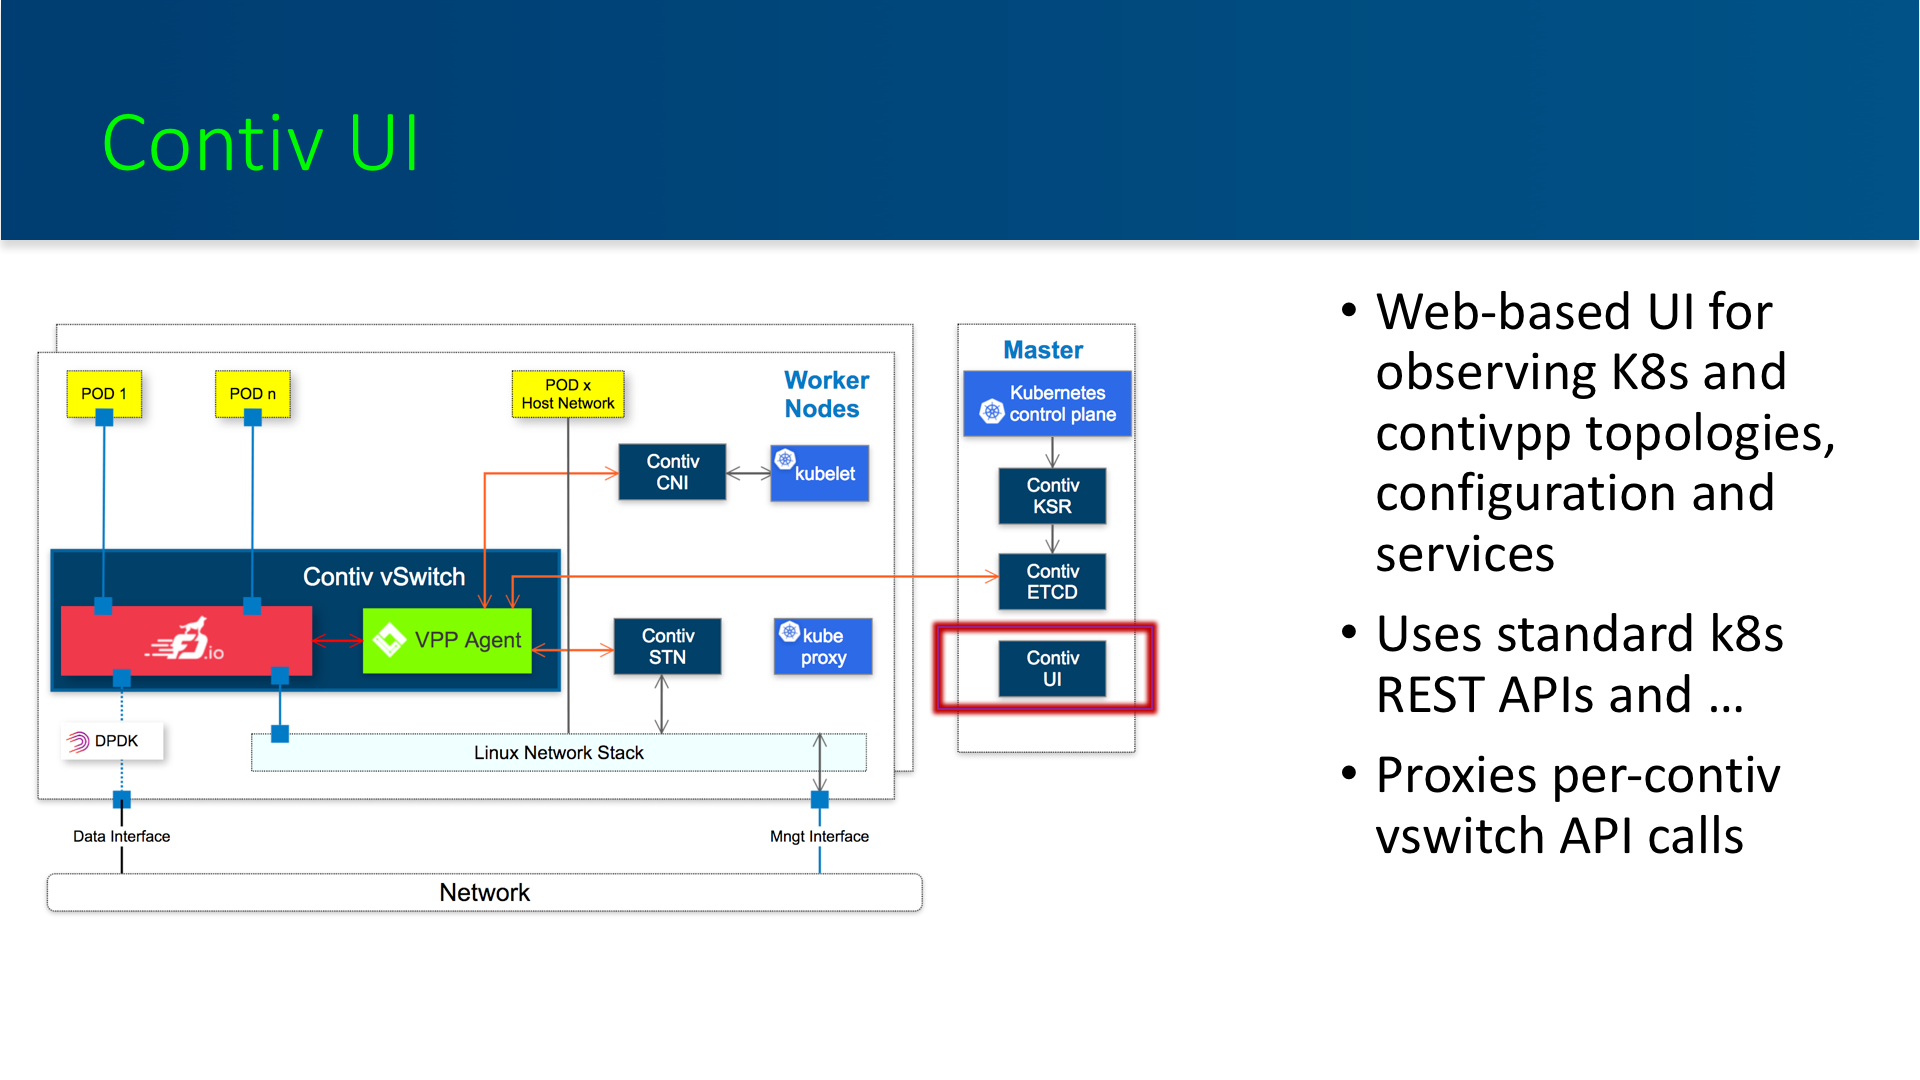 Contiv UI
POD 1
POD n
POD x
Host Network
Worker
Nodes
Contiv
CNI
kubelet
Contiv vSwitch
.io
VPP Agent
Contiv
STN
kube
proxy
DPDK
Linux Network Stack
Data Interface
Mngt Interface
Network
Master
Kubernetes
control plane
Contiv
KSR
Contiv
ETCD
Contiv
UI
• Web-based UI for
observing K8s and
contivpp topologies,
configuration and
services
• Uses standard k8s
REST APIs and ...
• Proxies per-contiv
vswitch API calls